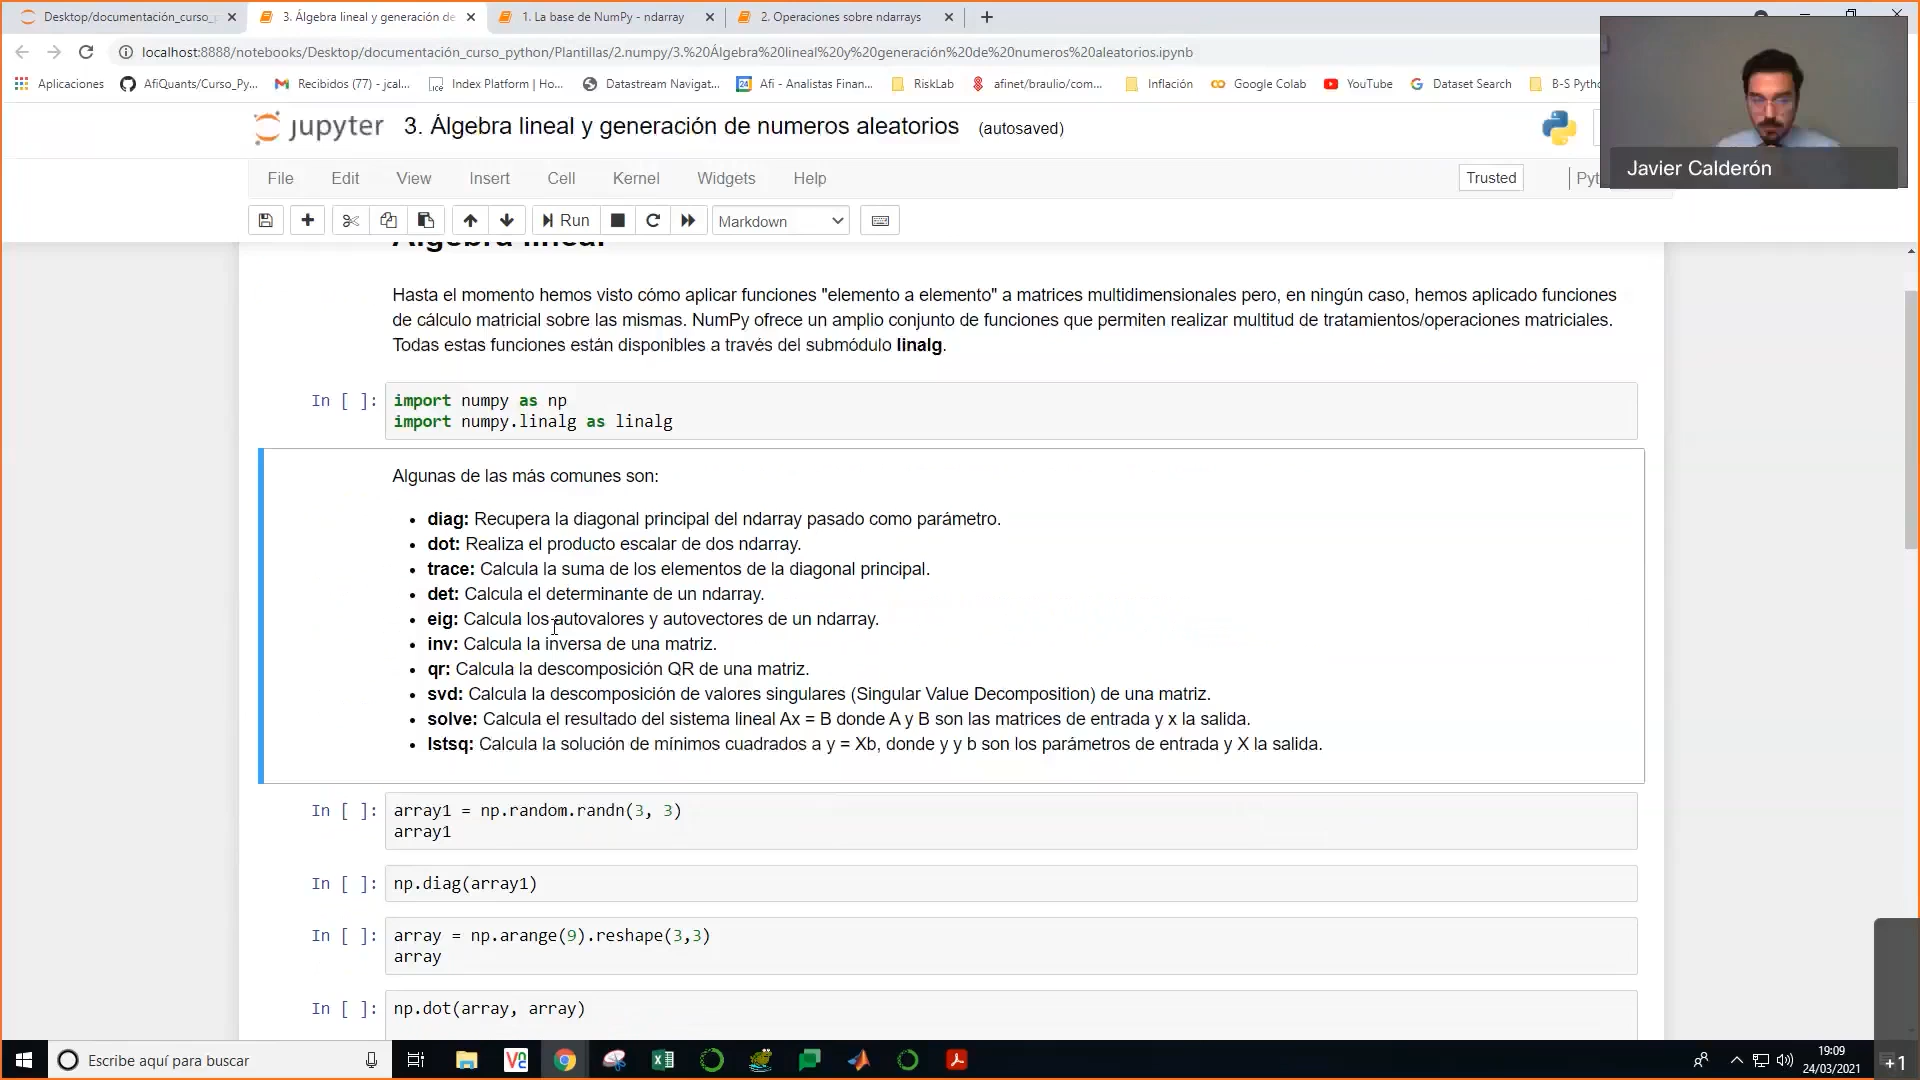 Desktop/documentación_curso_
3. Álgebra lineal y generación de
1. La base de NumPy - ndarray
2. Operaciones sobre ndarrays
localhost:8888/notebooks/Desktop/documentación_curso_python/Plantillas/2.numpy/3.%20Álgebra%20lineal%20y%20generación%20de%20numeros%20aleatorios.ipynb
Aplicaciones
AfiQuants/Curso_Py...
Recibidos (77) - jcal...
Index Platform | Ho...
Datastream Navigat...
Afi - Analistas Finan...
RiskLab
afinet/braulio/com...
Inflación
Google Colab
YouTube
Dataset Search
B-S Pytho
jupyter 3. Álgebra lineal y generación de numeros aleatorios (autosaved)
Javier Calderón
File Edit View Insert Cell Kernel Widgets Help
Trusted
Pyt
Run
Markdown
Álgebra lineal
Hasta el momento hemos visto cómo aplicar funciones "elemento a elemento" a matrices multidimensionales pero, en ningún caso, hemos aplicado funciones
de cálculo matricial sobre las mismas. NumPy ofrece un amplio conjunto de funciones que permiten realizar multitud de tratamientos/operaciones matriciales.
Todas estas funciones están disponibles a través del submódulo linalg.
In [ ]: import numpy as np
import numpy.linalg as linalg
Algunas de las más comunes son:
• diag: Recupera la diagonal principal del ndarray pasado como parámetro.
• dot: Realiza el producto escalar de dos ndarray.
• trace: Calcula la suma de los elementos de la diagonal principal.
• det: Calcula el determinante de un ndarray.
• eig: Calcula los autovalores y autovectores de un ndarray.
• inv: Calcula la inversa de una matriz.
• qr: Calcula la descomposición QR de una matriz.
• svd: Calcula la descomposición de valores singulares (Singular Value Decomposition) de una matriz.
• solve: Calcula el resultado del sistema lineal Ax = B donde A y B son las matrices de entrada y x la salida.
• lstsq: Calcula la solución de mínimos cuadrados a y = Xb, donde y y b son los parámetros de entrada y X la salida.
In [ ]: array1 = np.random.randn(3, 3)
array1
In [ ]: np.diag(array1)
In [ ]: array = np.arange(9).reshape(3,3)
array
In [ ]: np.dot(array, array)
Escribe aquí para buscar
19:09
24/03/2021
+1